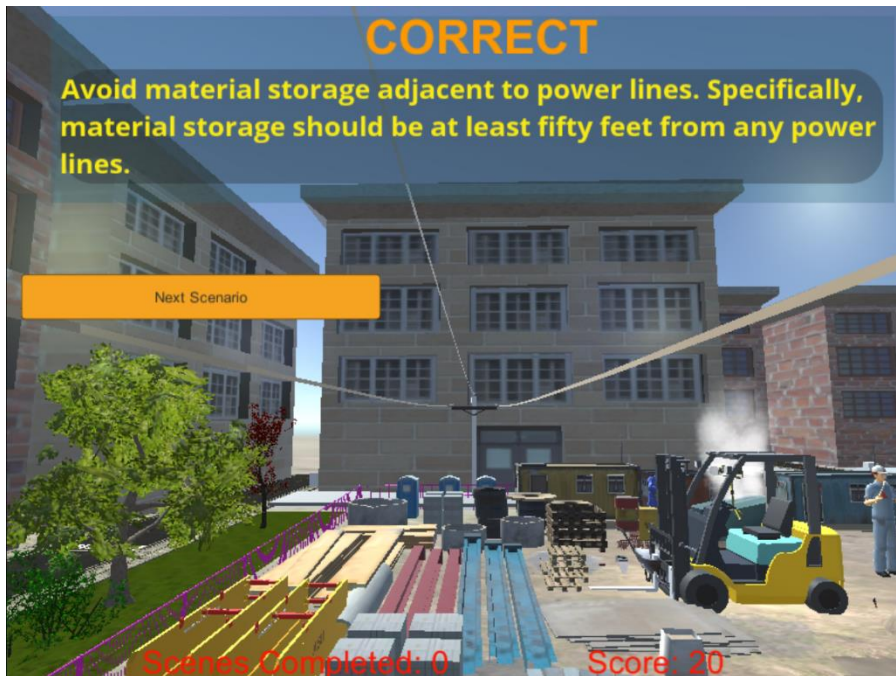 CORRECT
Avoid material storage adjacent to power lines. Specifically,
material storage should be at least fifty feet from any power
lines.
Next Scenario
Scenes Completed: 0
Score: 20